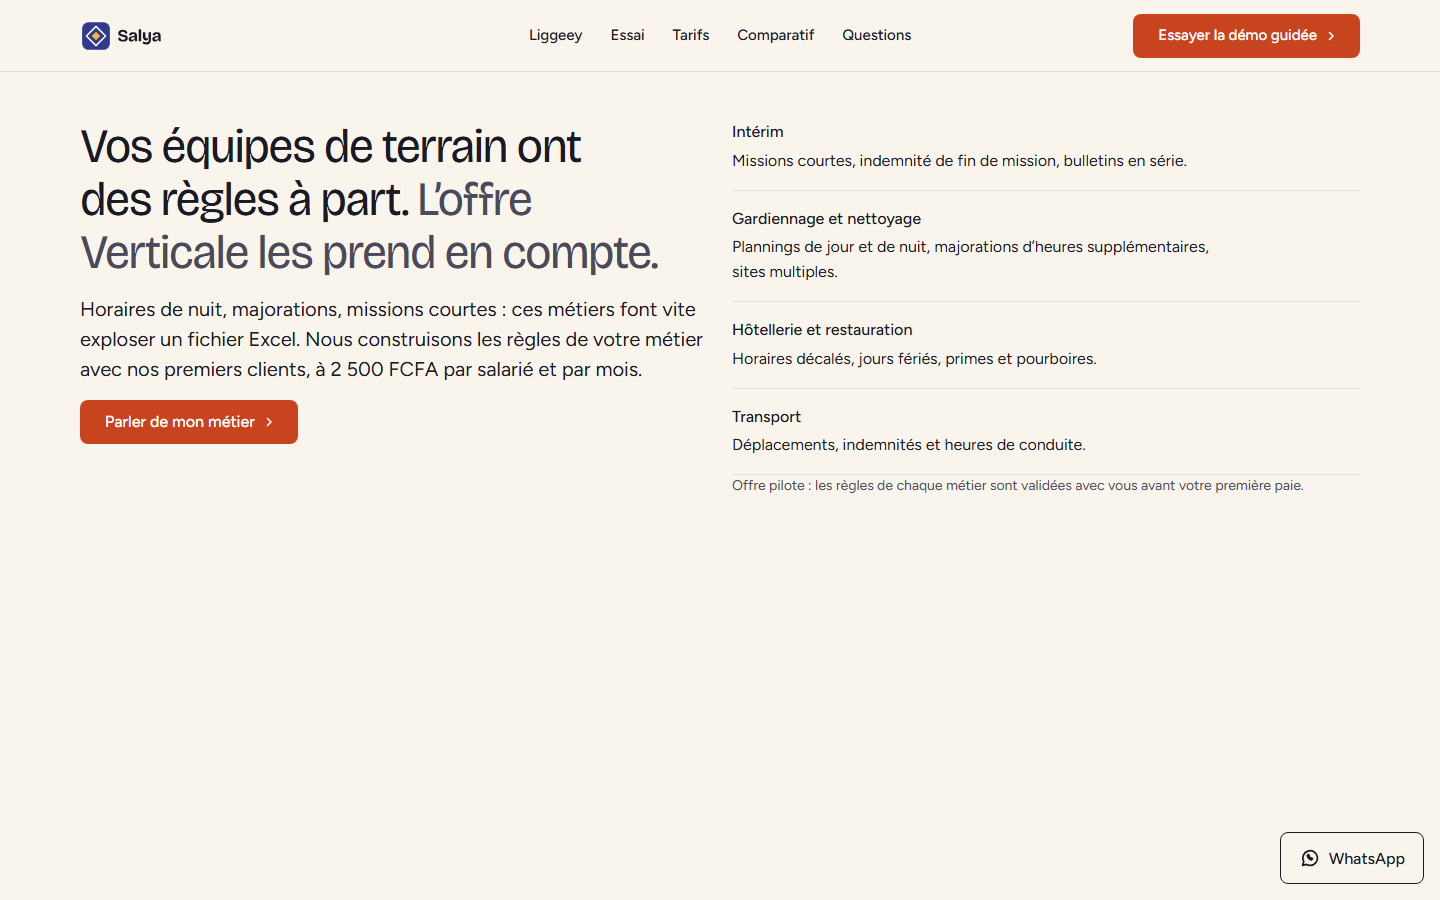 Salya
Liggeey
Essai
Tarifs
Comparatif
Questions
Essayer la démo guidée
Vos équipes de terrain ont
des règles à part. L’offre
Verticale les prend en compte.
Horaires de nuit, majorations, missions courtes : ces métiers font vite
exploser un fichier Excel. Nous construisons les règles de votre métier
avec nos premiers clients, à 2 500 FCFA par salarié et par mois.
Parler de mon métier
Intérim
Missions courtes, indemnité de fin de mission, bulletins en série.
Gardiennage et nettoyage
Plannings de jour et de nuit, majorations d’heures supplémentaires,
sites multiples.
Hôtellerie et restauration
Horaires décalés, jours fériés, primes et pourboires.
Transport
Déplacements, indemnités et heures de conduite.
Offre pilote : les règles de chaque métier sont validées avec vous avant votre première paie.
WhatsApp